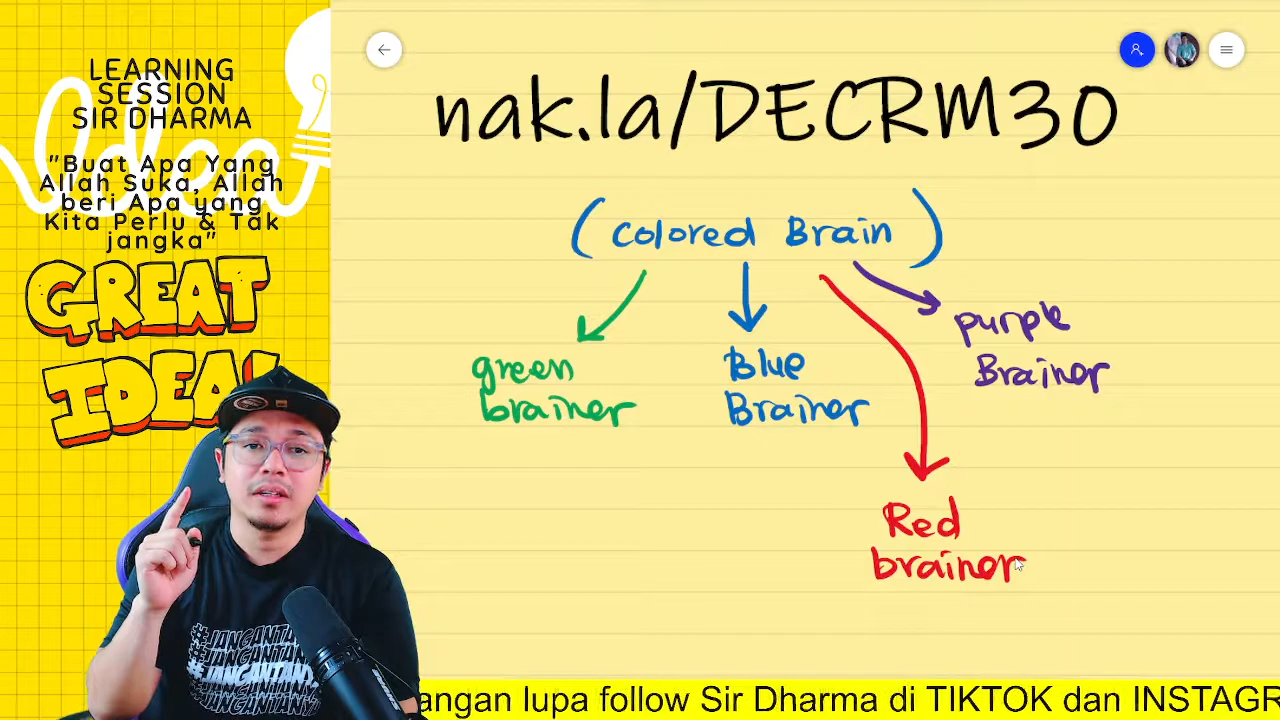 LEARNING
SESSION
SIR DHARMA
"Buat Apa Yang
Allah Suka, Allah
beri Apa yang
Kita Perlu & Tak
jangka"
GREAT
nak.la/DECRM30
(Colored Brain)
green
brainer
Blue
Brainer
purple
Brainer
Red
brainer
angan lupa follow Sir Dharma di TIKTOK dan INSTAGR